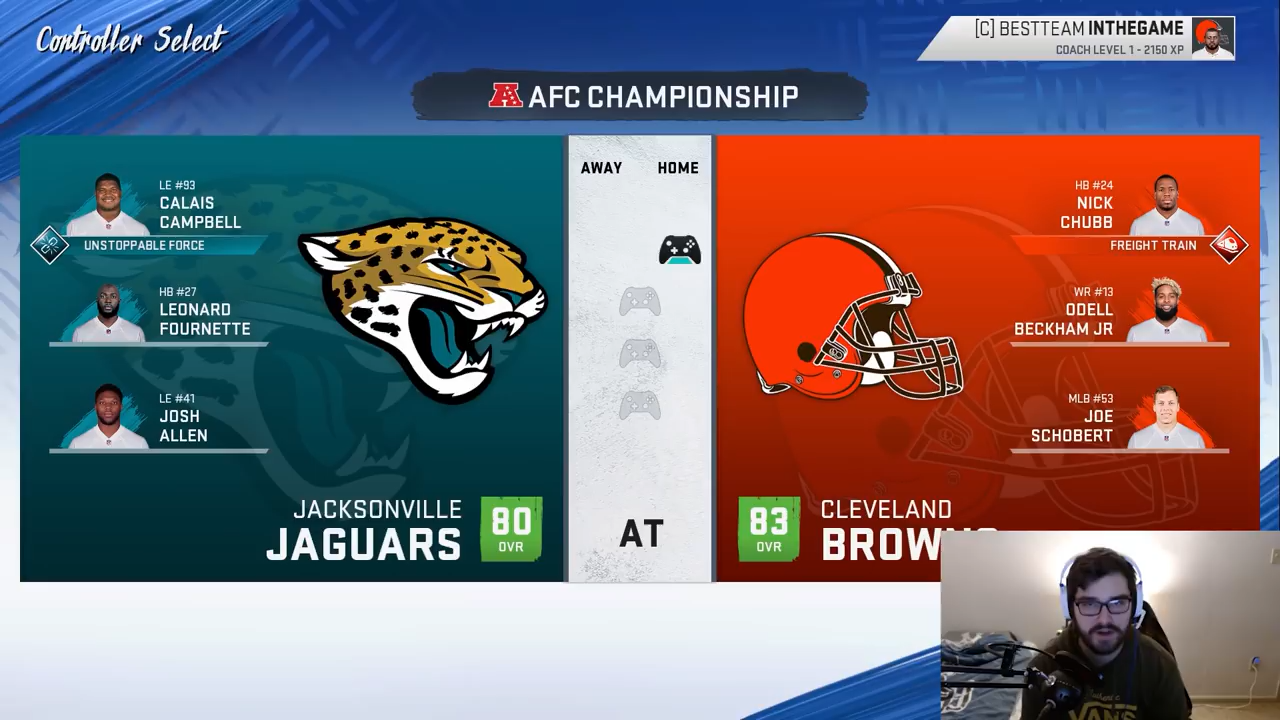 Controller Select
[C] BESTTEAM INTHEGAME
COACH LEVEL 1 - 2150 XP
AFC CHAMPIONSHIP
AWAY HOME
LE #93
CALAIS
CAMPBELL
UNSTOPPABLE FORCE
HB #27
LEONARD
FOURNETTE
LE #41
JOSH
ALLEN
JACKSONVILLE
JAGUARS
80
OVR
AT
HB #24
NICK
CHUBB
FREIGHT TRAIN
WR #13
ODELL
BECKHAM JR
MLB #53
JOE
SCHOBERT
83
OVR
CLEVELAND
BROWNS
VANS